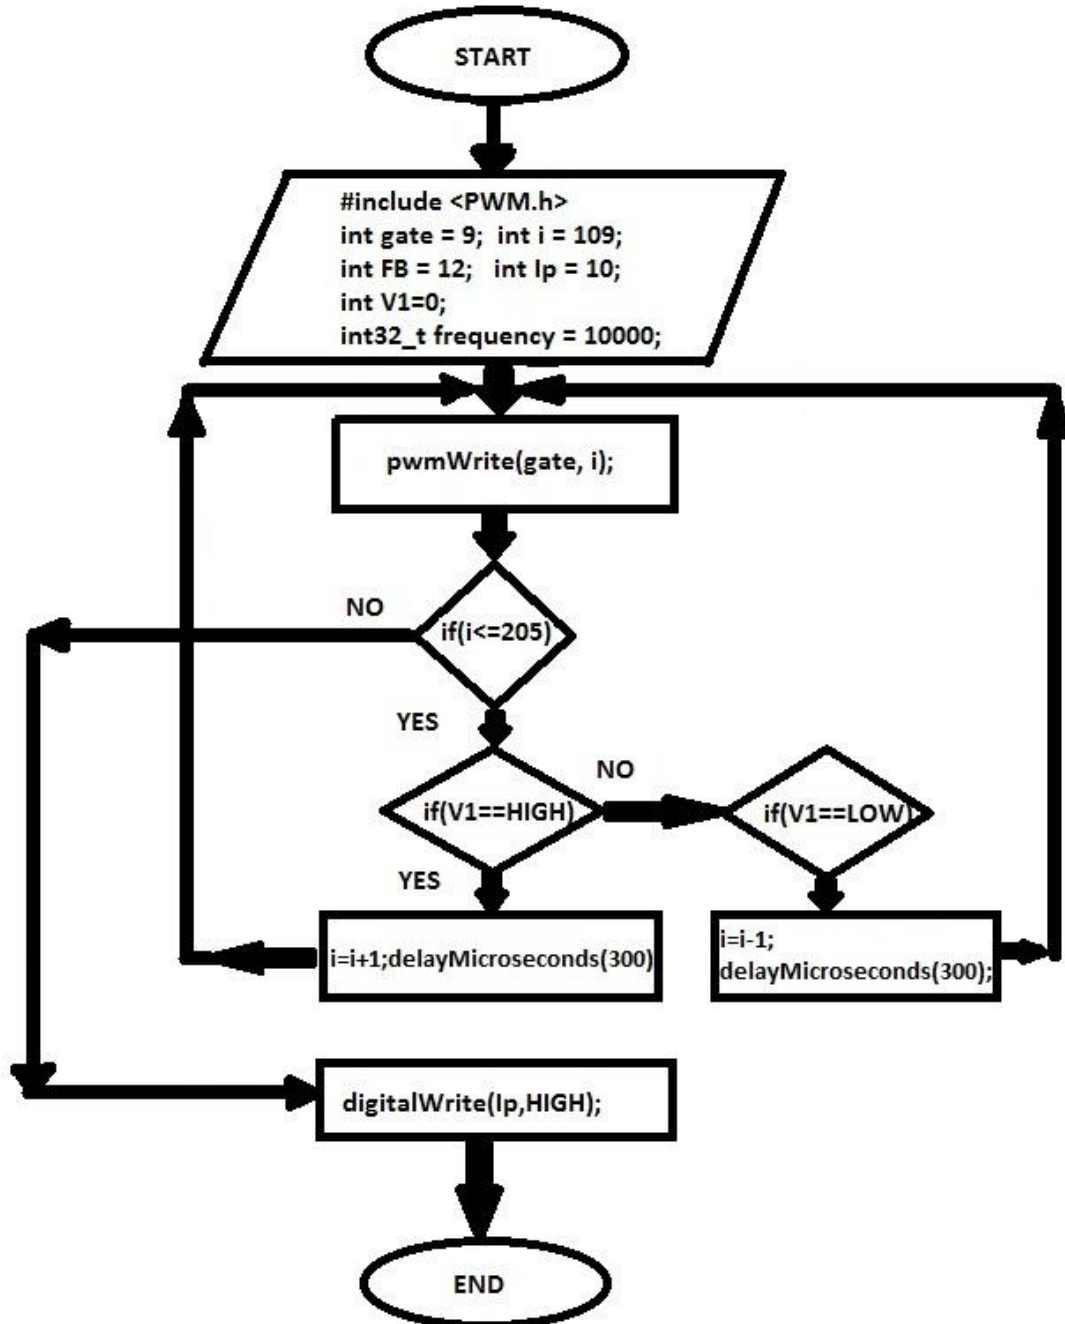 START
#include <PWM.h>
int gate = 9;  int i = 109;
int FB = 12;   int Ip = 10;
int V1=0;
int32_t frequency = 10000;
pwmWrite(gate, i);
NO
if(i<=205)
YES
NO
if(V1==HIGH)
if(V1==LOW)
YES
i=i+1;delayMicroseconds(300)
i=i-1;
delayMicroseconds(300);
digitalWrite(Ip,HIGH);
END